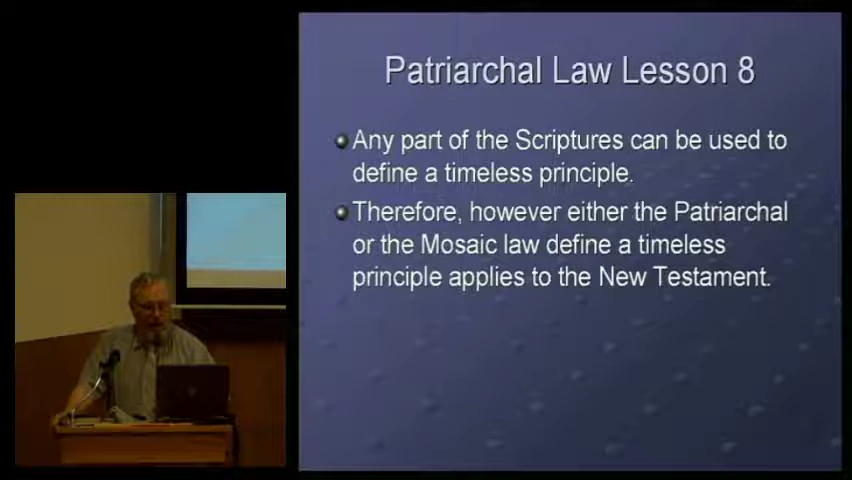 Patriarchal Law Lesson 8
Any part of the Scriptures can be used to
define a timeless principle.
Therefore, however either the Patriarchal
or the Mosaic law define a timeless
principle applies to the New Testament.